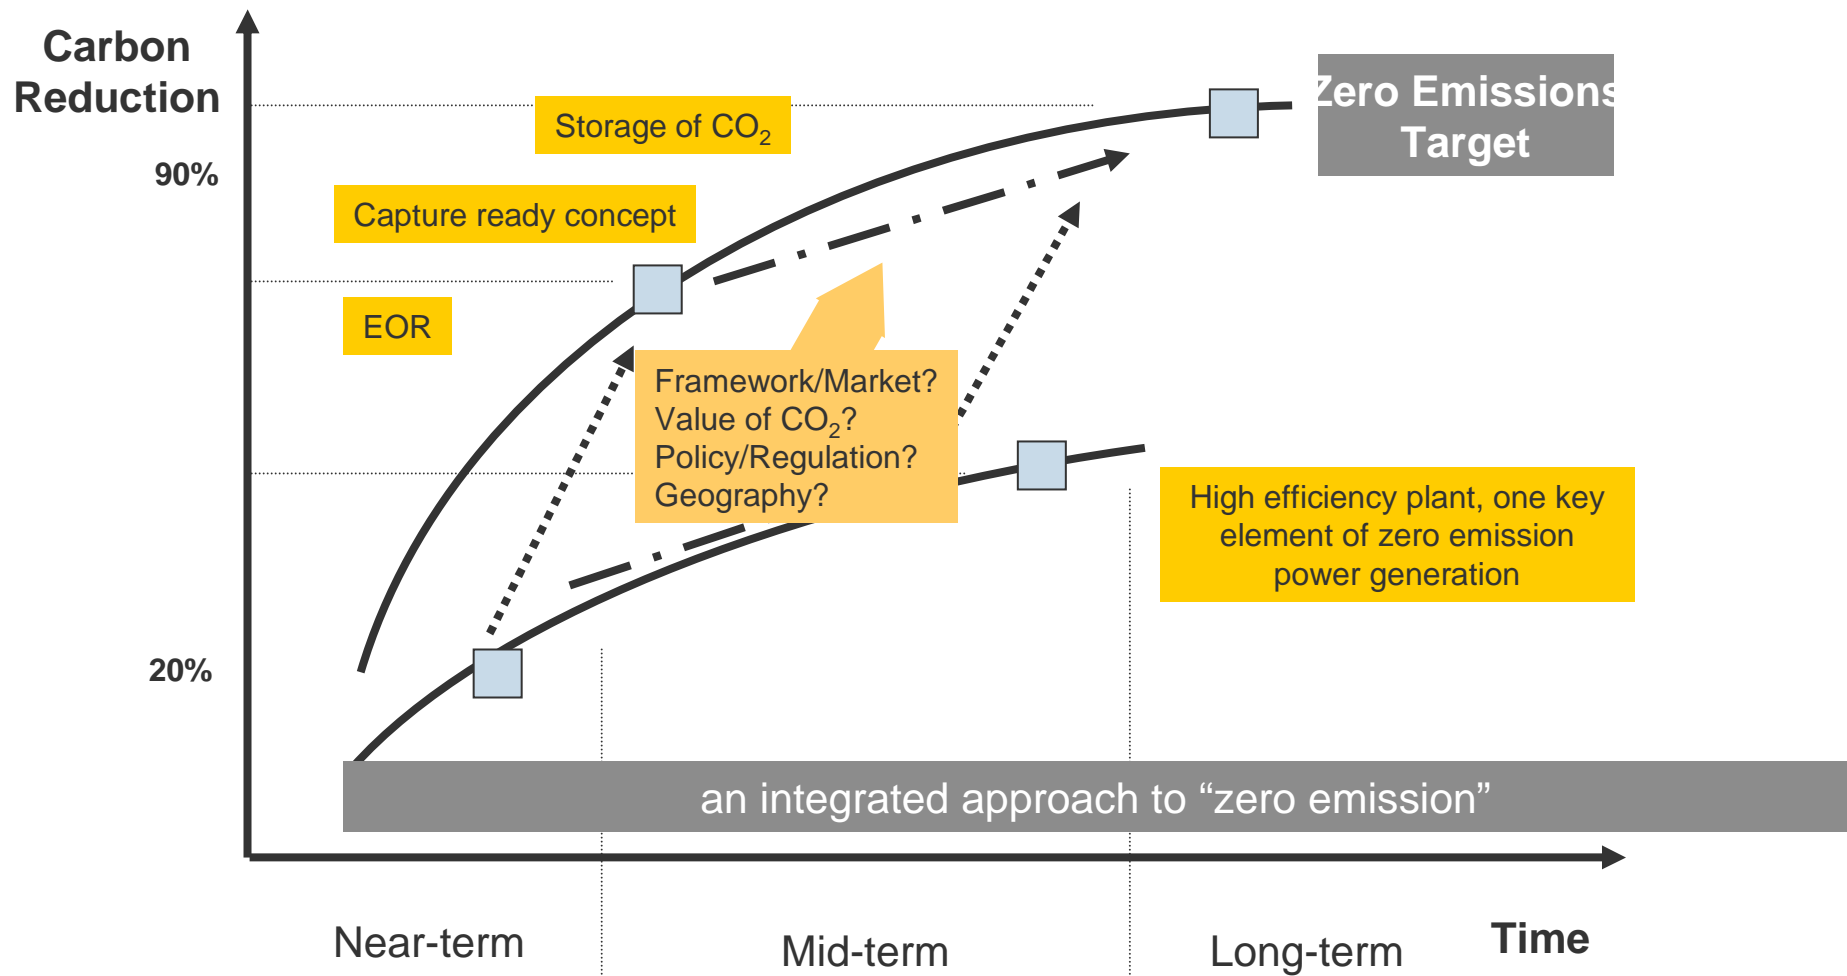 Carbon
Reduction
90%
20%
Storage of CO₂
Capture ready concept
EOR
Zero Emissions
Target
Framework/Market?
Value of CO₂?
Policy/Regulation?
Geography?
High efficiency plant, one key
element of zero emission
power generation
an integrated approach to “zero emission”
Near-term
Mid-term
Long-term
Time